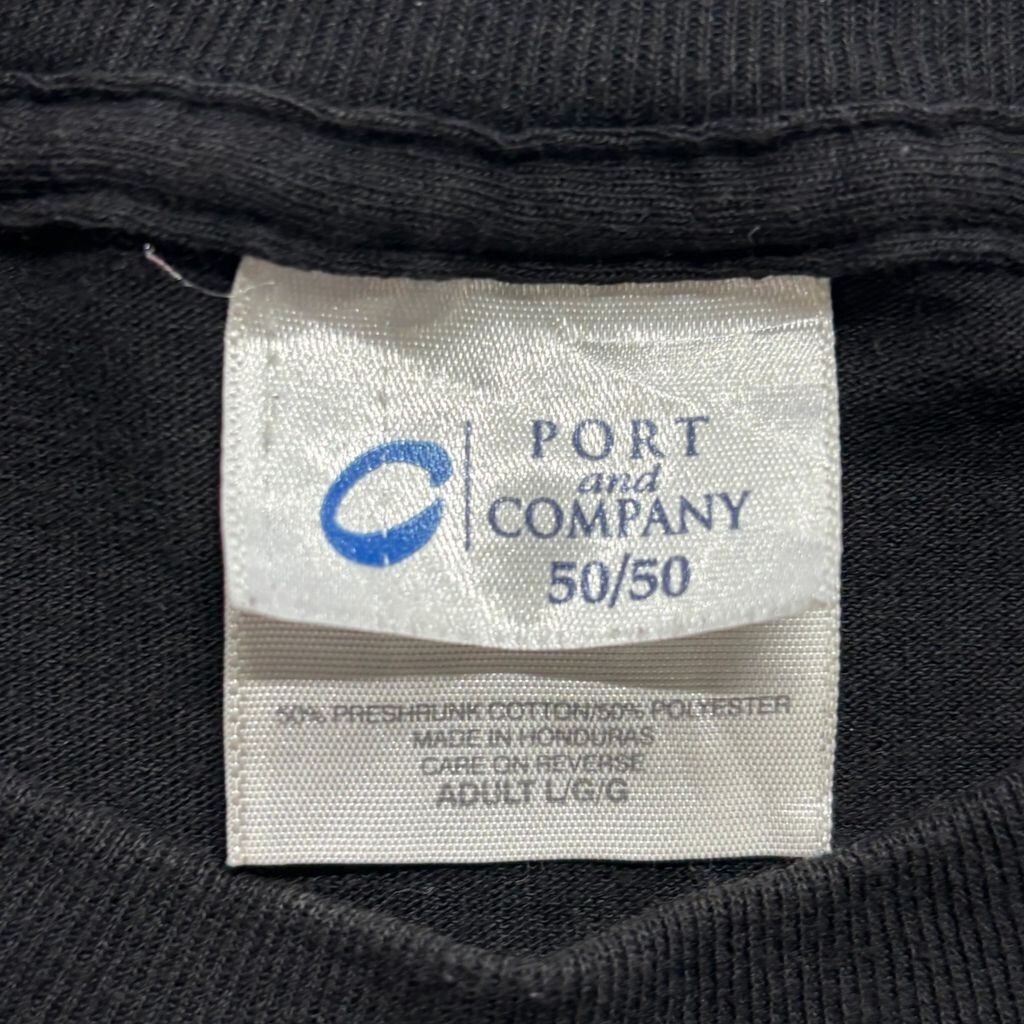 PORT
and
COMPANY
50/50
50% PRESHRUNK COTTON/50% POLYESTER
MADE IN HONDURAS
CARE ON REVERSE
ADULT L/G/G